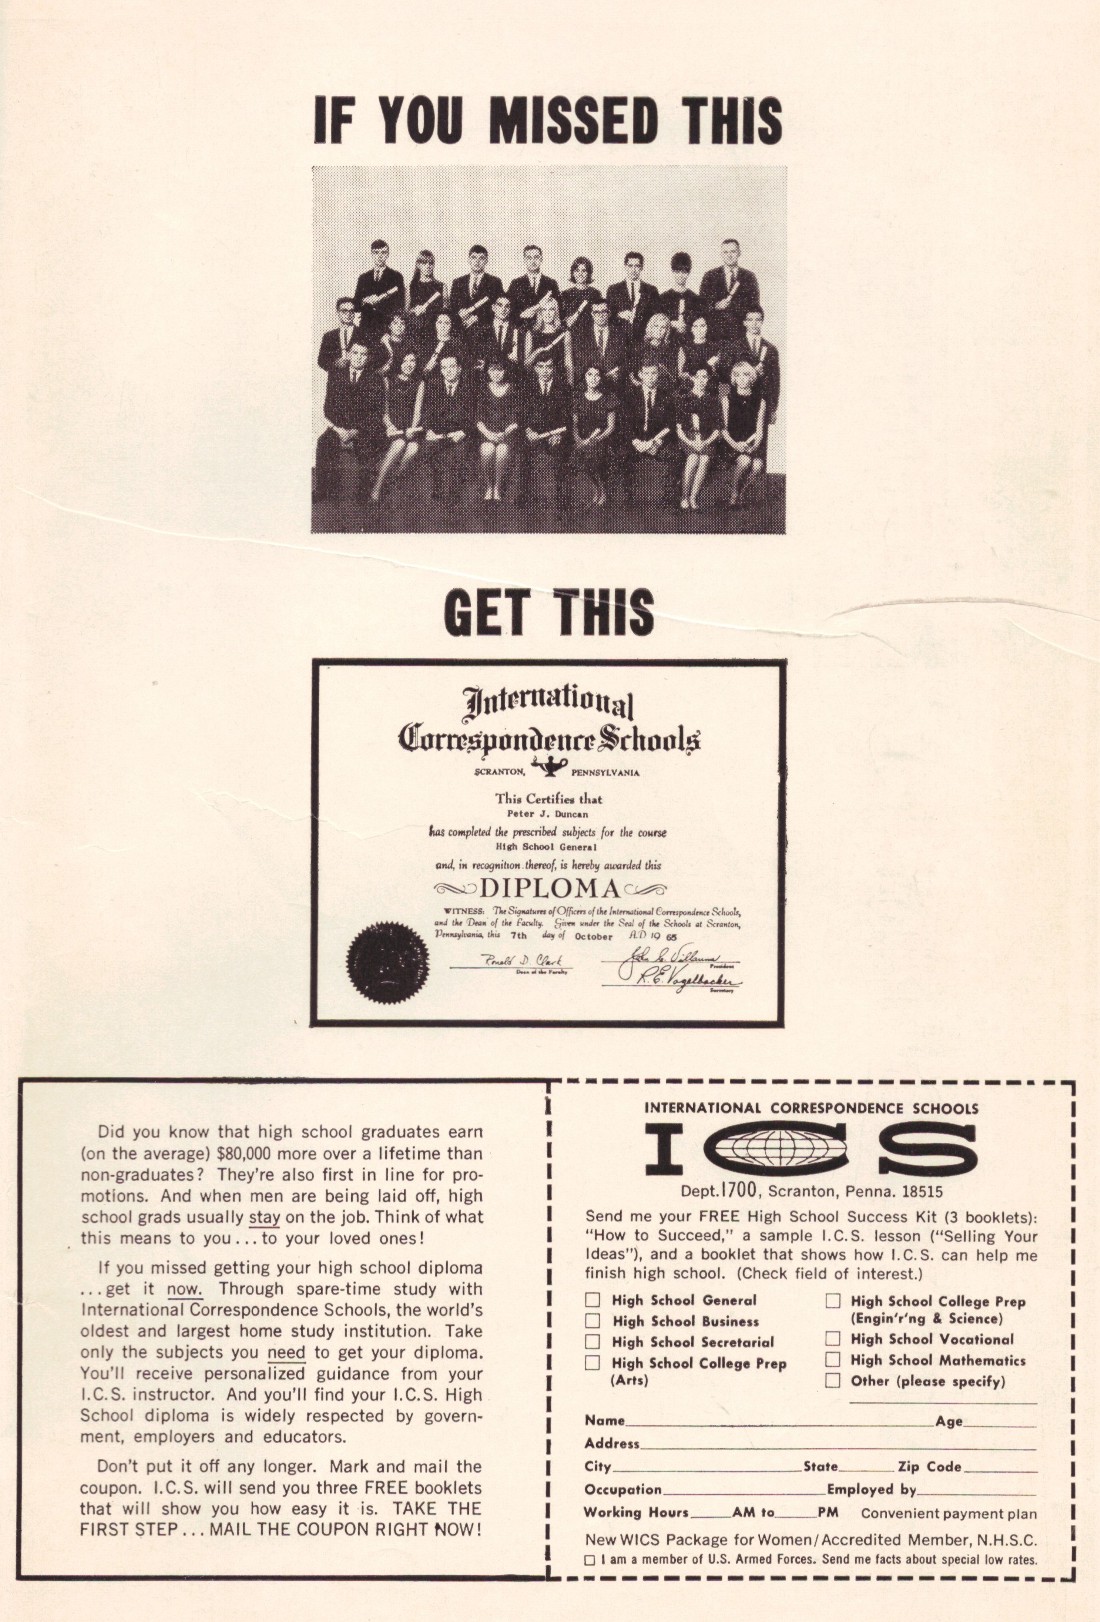 IF YOU MISSED THIS
GET THIS
International
Correspondence Schools
SCRANTON, PENNSYLVANIA
This Certifies that
Peter J. Duncan
has completed the prescribed subjects for the course
High School General
and, in recognition thereof, is hereby awarded this
DIPLOMA
WITNESS: The Signatures of Officers of the International Correspondence Schools,
and the Dean of the Faculty. Given under the Seal of the Schools at Scranton,
Pennsylvania, this 7th day of October A.D. 19 65
Ronald D. Clark
Dean of the Faculty
John G. Villaume
President
R. E. Vogelbacker
Secretary
Did you know that high school graduates earn
(on the average) $80,000 more over a lifetime than
non-graduates? They're also first in line for pro-
motions. And when men are being laid off, high
school grads usually stay on the job. Think of what
this means to you...to your loved ones!
If you missed getting your high school diploma
...get it now. Through spare-time study with
International Correspondence Schools, the world's
oldest and largest home study institution. Take
only the subjects you need to get your diploma.
You'll receive personalized guidance from your
I.C.S. instructor. And you'll find your I.C.S. High
School diploma is widely respected by govern-
ment, employers and educators.
Don't put it off any longer. Mark and mail the
coupon. I.C.S. will send you three FREE booklets
that will show you how easy it is. TAKE THE
FIRST STEP...MAIL THE COUPON RIGHT NOW!
INTERNATIONAL CORRESPONDENCE SCHOOLS
ICS
Dept.1700, Scranton, Penna. 18515
Send me your FREE High School Success Kit (3 booklets):
"How to Succeed," a sample I.C.S. lesson ("Selling Your
Ideas"), and a booklet that shows how I.C.S. can help me
finish high school. (Check field of interest.)
High School General
High School Business
High School Secretarial
High School College Prep
(Arts)
High School College Prep
(Engin'r'ng & Science)
High School Vocational
High School Mathematics
Other (please specify)
Name Age
Address
City State Zip Code
Occupation Employed by
Working Hours AM to PM Convenient payment plan
New WICS Package for Women/Accredited Member, N.H.S.C.
I am a member of U.S. Armed Forces. Send me facts about special low rates.